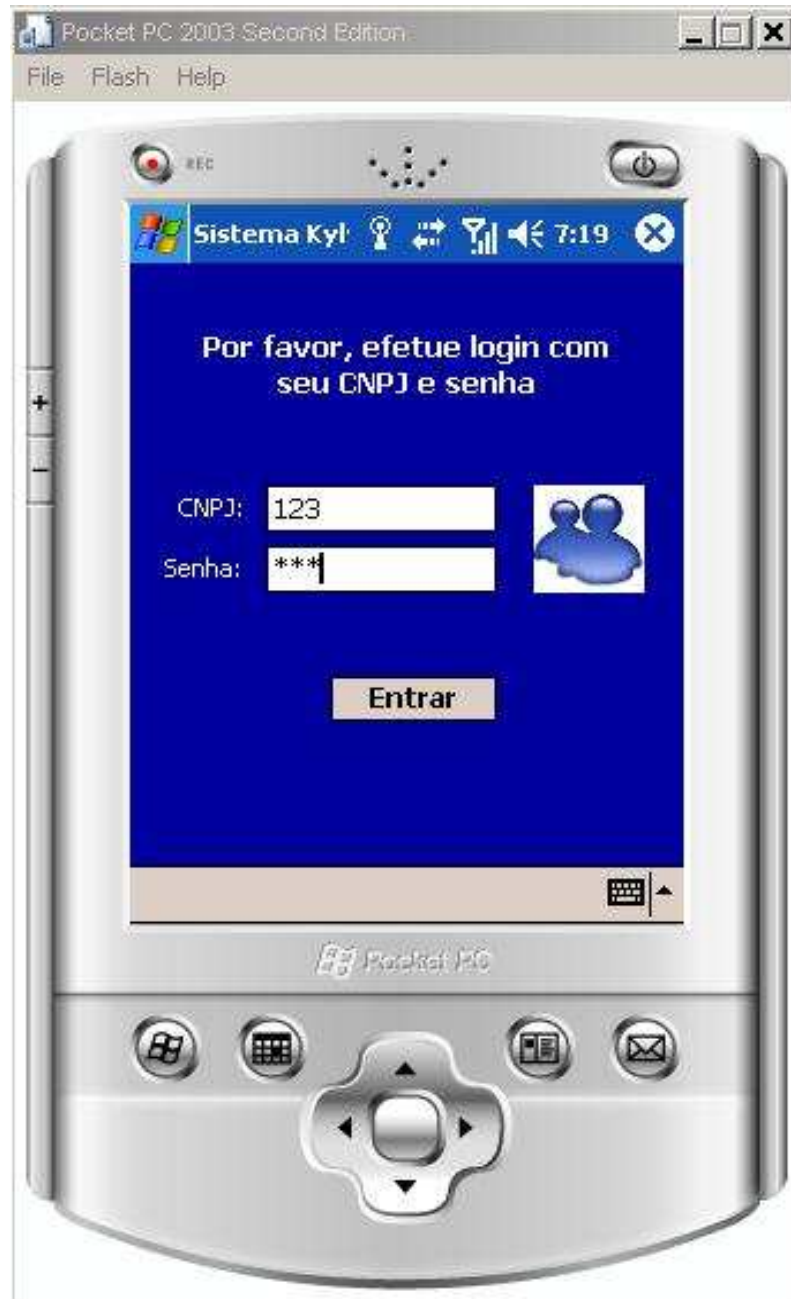 Pocket PC 2003 Second Edition
File Flash Help
REC
Sistema Kyl 7:19
Por favor, efetue login com
seu CNPJ e senha
CNPJ: 123
Senha: ***
Entrar
+
-
Pocket PC